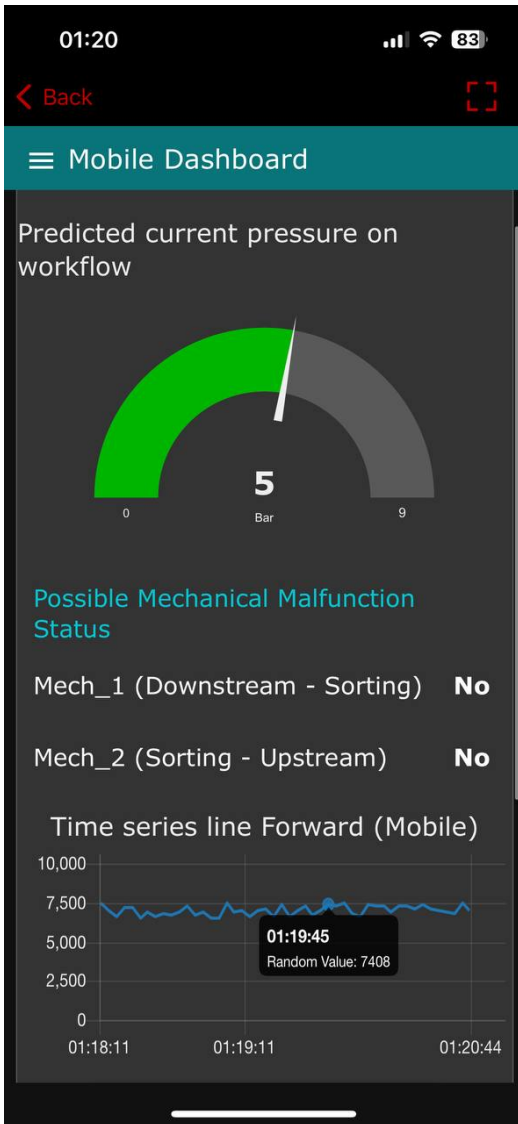 01:20
83
Back
Mobile Dashboard
Predicted current pressure on
workflow
5
0
Bar
9
Possible Mechanical Malfunction
Status
Mech_1 (Downstream - Sorting) No
Mech_2 (Sorting - Upstream) No
Time series line Forward (Mobile)
10,000
7,500
5,000
2,500
0
01:19:45
Random Value: 7408
01:18:11 01:19:11 01:20:44